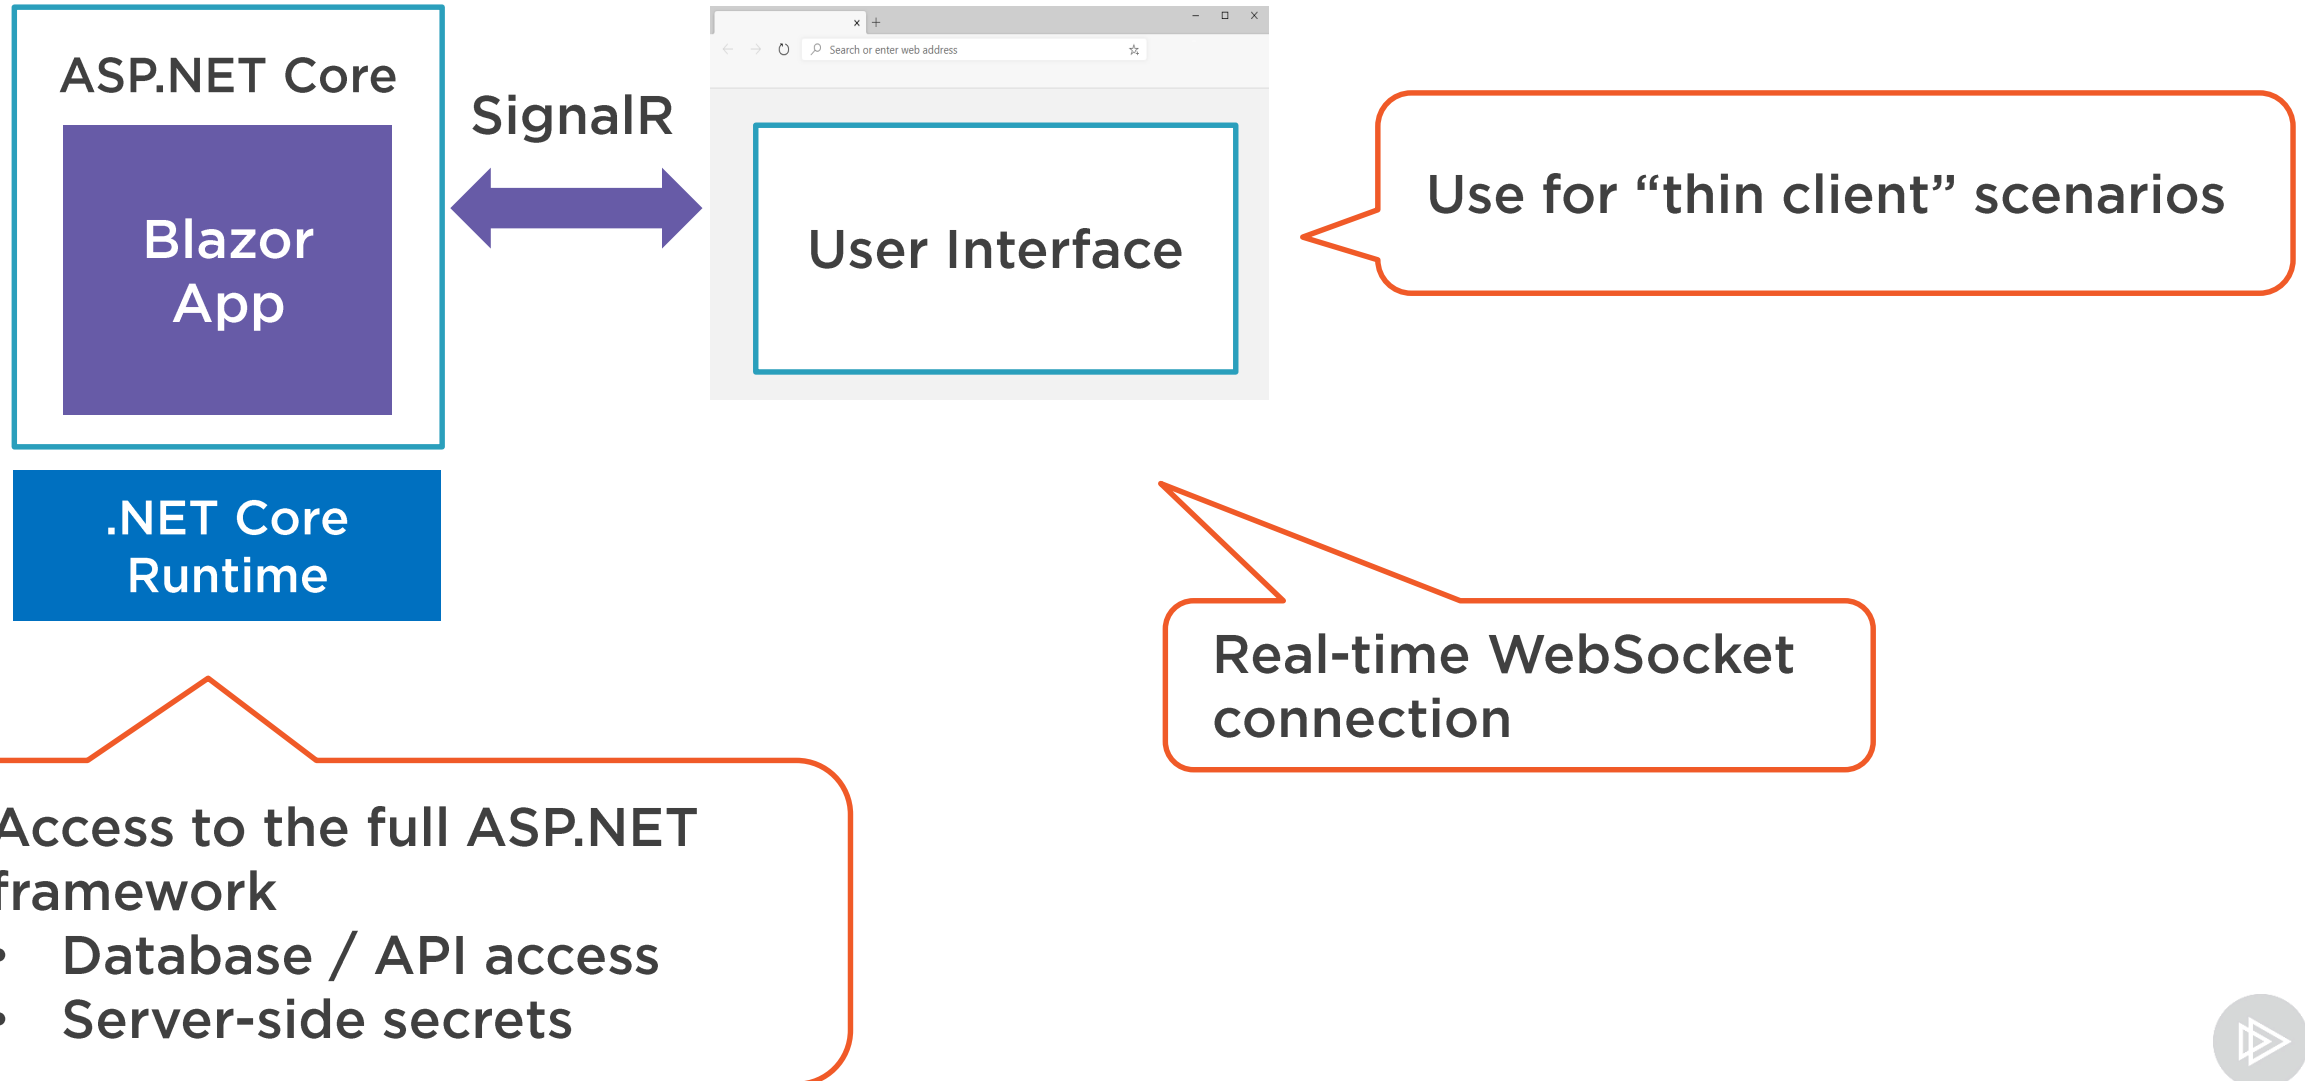 ASP.NET Core
Blazor
App
.NET Core
Runtime
SignalR
Search or enter web address
User Interface
Use for “thin client” scenarios
Real-time WebSocket
connection
Access to the full ASP.NET
framework
• Database / API access
• Server-side secrets